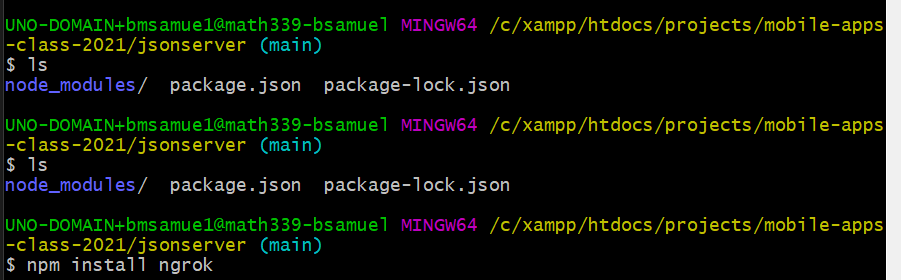 UNO-DOMAIN+bmsamue1@math339-bsamuel MINGW64 /c/xampp/htdocs/projects/mobile-apps
-class-2021/jsonserver (main)
$ ls
node_modules/  package.json  package-lock.json
UNO-DOMAIN+bmsamue1@math339-bsamuel MINGW64 /c/xampp/htdocs/projects/mobile-apps
-class-2021/jsonserver (main)
$ ls
node_modules/  package.json  package-lock.json
UNO-DOMAIN+bmsamue1@math339-bsamuel MINGW64 /c/xampp/htdocs/projects/mobile-apps
-class-2021/jsonserver (main)
$ npm install ngrok